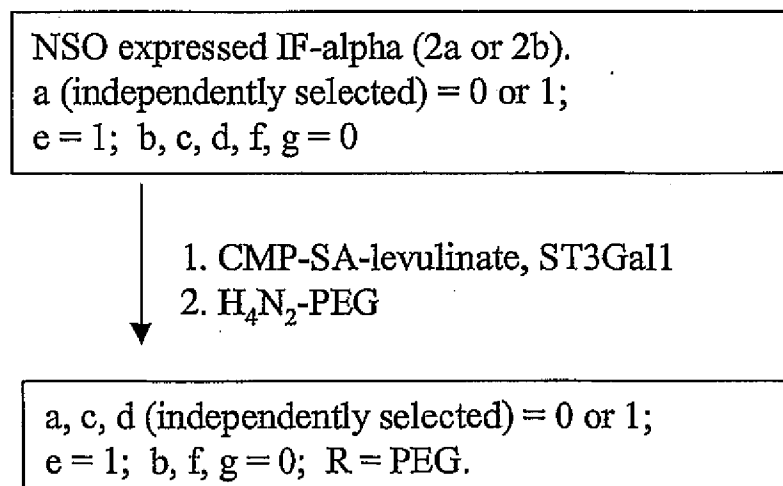 NSO expressed IF-alpha (2a or 2b).
a (independently selected) = 0 or 1;
e = 1; b, c, d, f, g = 0
1. CMP-SA-levulinate, ST3Gal1
2. H₄N₂-PEG
a, c, d (independently selected) = 0 or 1;
e = 1; b, f, g = 0; R = PEG.